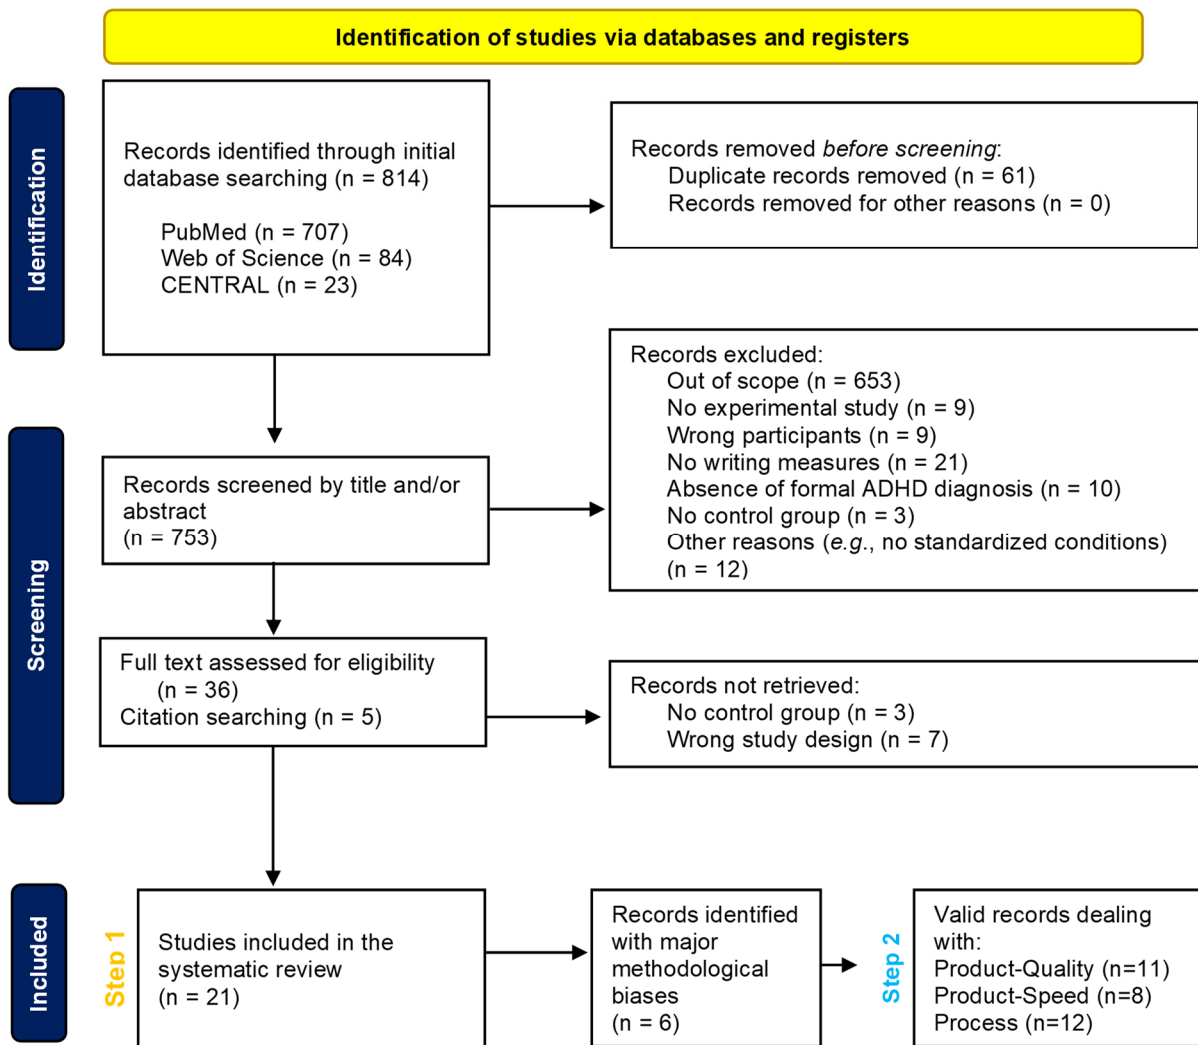 Identification of studies via databases and registers
Identification
Records identified through initial
database searching (n = 814)
PubMed (n = 707)
Web of Science (n = 84)
CENTRAL (n = 23)
Records removed before screening:
Duplicate records removed (n = 61)
Records removed for other reasons (n = 0)
Screening
Records screened by title and/or
abstract
(n = 753)
Records excluded:
Out of scope (n = 653)
No experimental study (n = 9)
Wrong participants (n = 9)
No writing measures (n = 21)
Absence of formal ADHD diagnosis (n = 10)
No control group (n = 3)
Other reasons (e.g., no standardized conditions)
(n = 12)
Full text assessed for eligibility
(n = 36)
Citation searching (n = 5)
Records not retrieved:
No control group (n = 3)
Wrong study design (n = 7)
Included
Step 1
Studies included in the
systematic review
(n = 21)
Records identified
with major
methodological
biases
(n = 6)
Step 2
Valid records dealing
with:
Product-Quality (n=11)
Product-Speed (n=8)
Process (n=12)